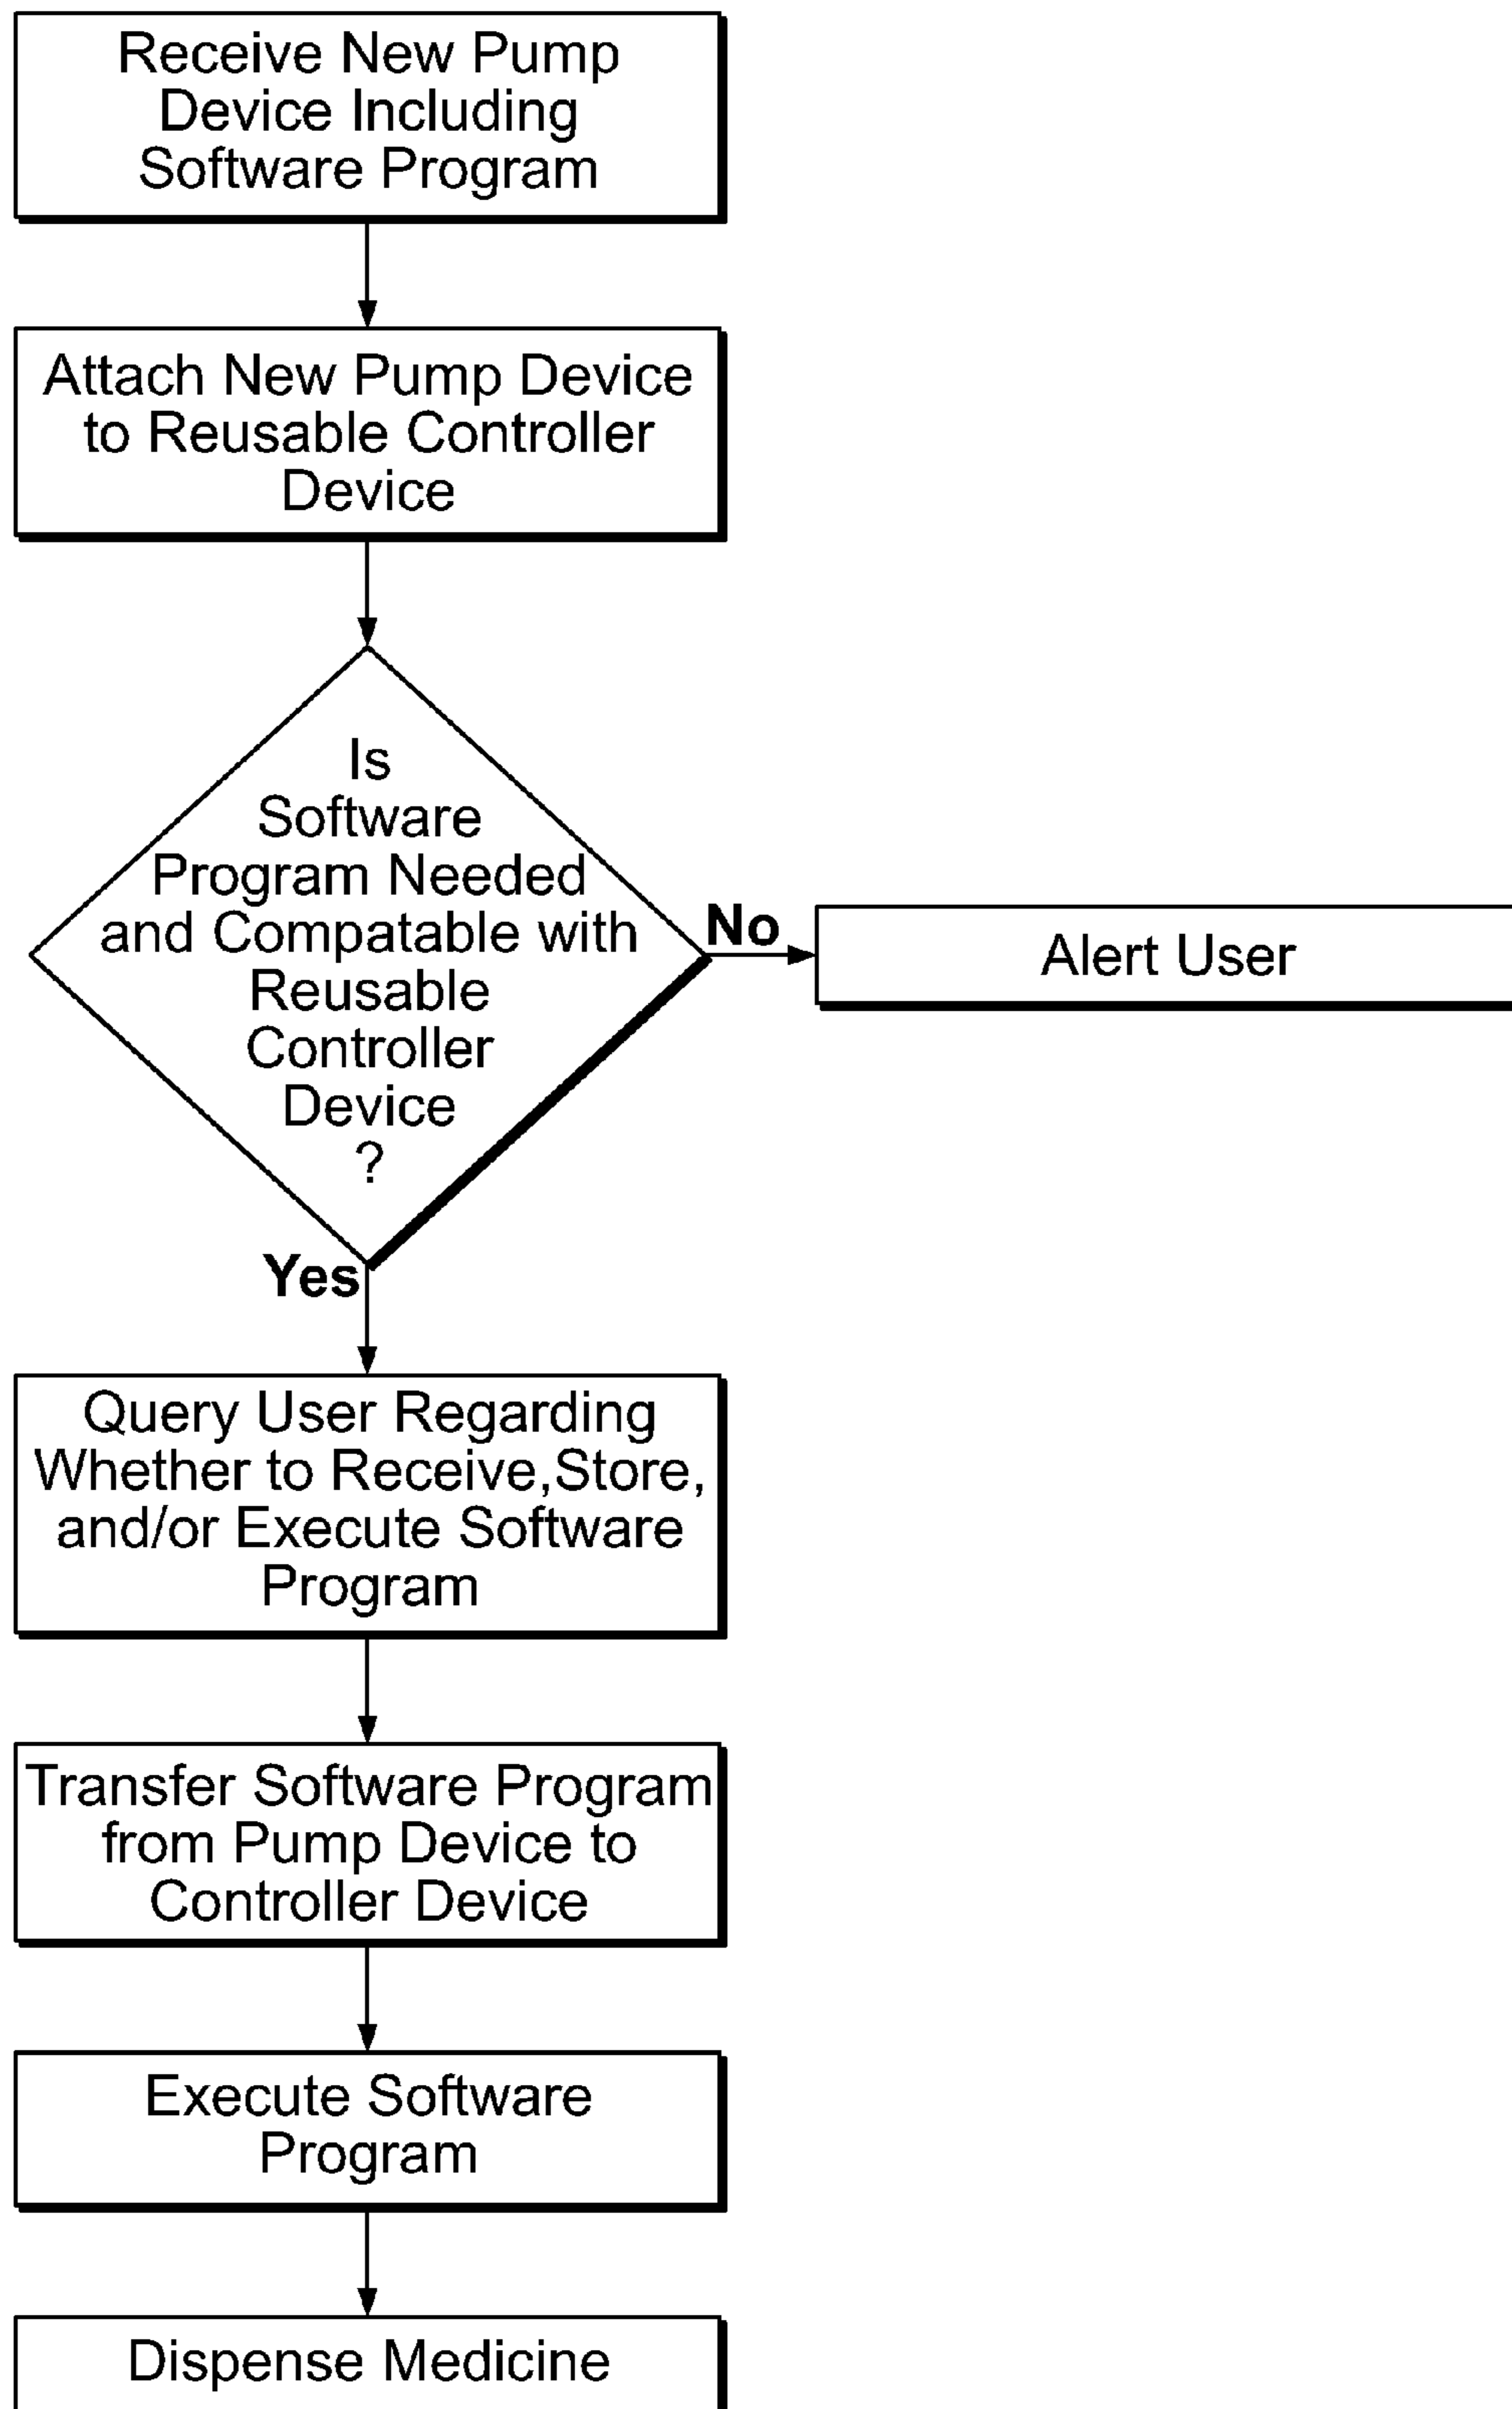 Receive New Pump
Device Including
Software Program
Attach New Pump Device
to Reusable Controller
Device
Is
Software
Program Needed
and Compatable with
Reusable
Controller
Device
?
No
Alert User
Yes
Query User Regarding
Whether to Receive,Store,
and/or Execute Software
Program
Transfer Software Program
from Pump Device to
Controller Device
Execute Software
Program
Dispense Medicine